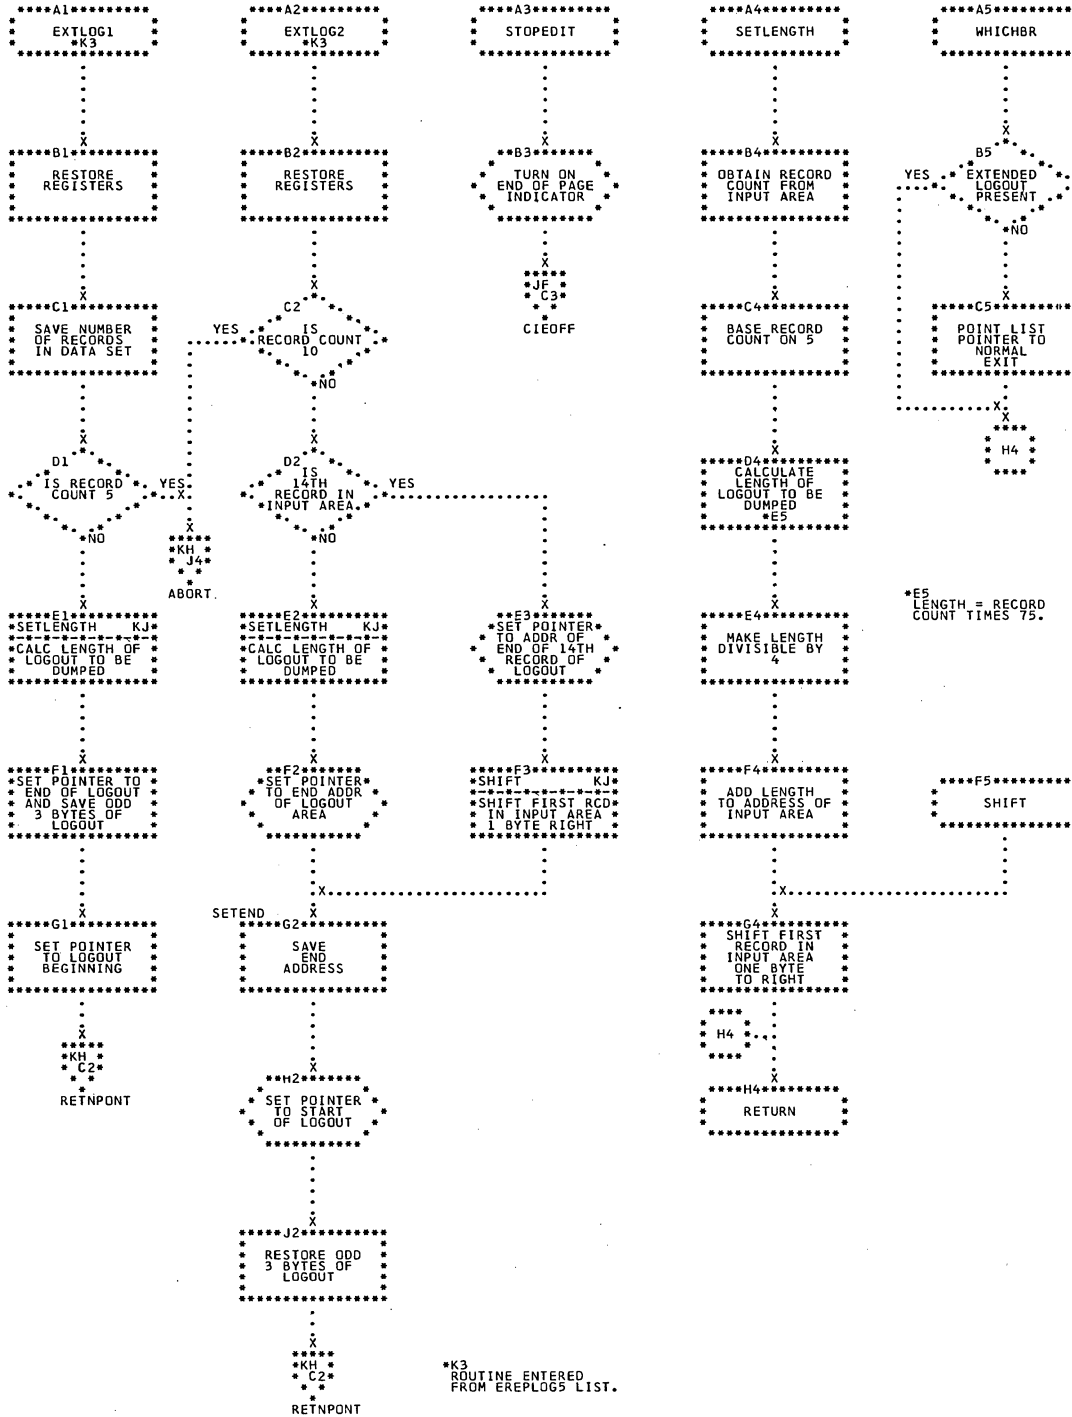 A1
EXTLOG1
*K3
A2
EXTLOG2
*K3
A3
STOPEDIT
A4
SETLENGTH
A5
WHICHBR
B1
RESTORE
REGISTERS
B2
RESTORE
REGISTERS
B3
TURN ON
END OF PAGE
INDICATOR
B4
OBTAIN RECORD
COUNT FROM
INPUT AREA
B5
EXTENDED
LOGOUT
PRESENT
YES
*NO
JF
C3
CIEOFF
C1
SAVE NUMBER
OF RECORDS
IN DATA SET
C2
IS
RECORD COUNT
10
YES
*NO
C4
BASE RECORD
COUNT ON 5
C5
POINT LIST
POINTER TO
NORMAL
EXIT
H4
D1
IS RECORD
COUNT 5
YES
*NO
KH
J4
ABORT
D2
IS
14TH
RECORD IN
INPUT AREA
YES
*NO
D4
CALCULATE
LENGTH OF
LOGOUT TO BE
DUMPED
*E5
E1
SETLENGTH KJ
CALC LENGTH OF
LOGOUT TO BE
DUMPED
E2
SETLENGTH KJ
CALC LENGTH OF
LOGOUT TO BE
DUMPED
E3
SET POINTER
TO ADDR OF
END OF 14TH
RECORD OF
LOGOUT
E4
MAKE LENGTH
DIVISIBLE BY
4
*E5
LENGTH = RECORD
COUNT TIMES 75.
F1
SET POINTER TO
END OF LOGOUT
AND SAVE ODD
3 BYTES OF
LOGOUT
F2
SET POINTER
TO END ADDR
OF LOGOUT
AREA
F3
SHIFT KJ
SHIFT FIRST RCD
IN INPUT AREA
1 BYTE RIGHT
F4
ADD LENGTH
TO ADDRESS OF
INPUT AREA
F5
SHIFT
G1
SET POINTER
TO LOGOUT
BEGINNING
SETEND
G2
SAVE
END
ADDRESS
G4
SHIFT FIRST
RECORD IN
INPUT AREA
ONE BYTE
TO RIGHT
KH
C2
RETNPONT
H2
SET POINTER
TO START
OF LOGOUT
H4
H4
RETURN
J2
RESTORE ODD
3 BYTES OF
LOGOUT
KH
C2
RETNPONT
*K3
ROUTINE ENTERED
FROM EREPLOG5 LIST.